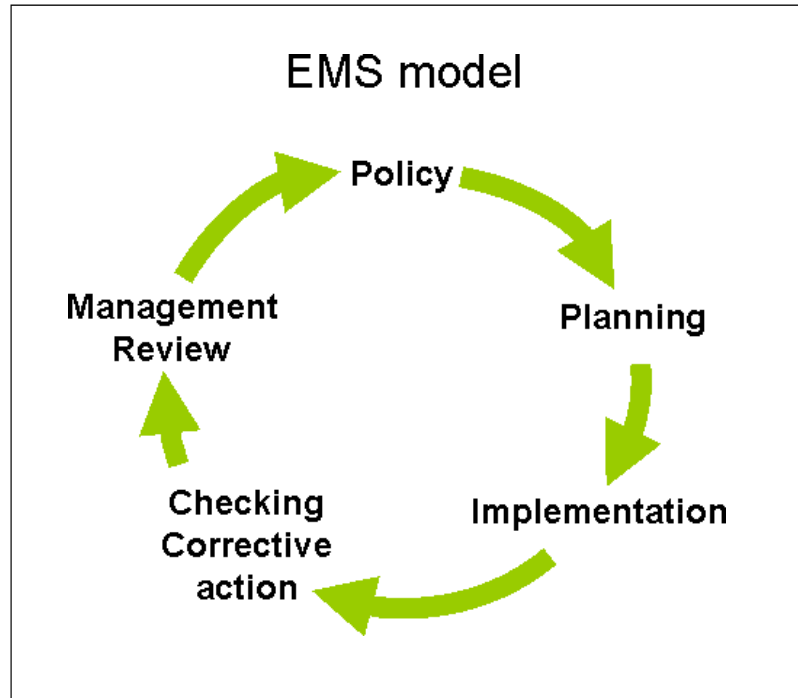 EMS model
Policy
Planning
Implementation
Checking
Corrective
action
Management
Review